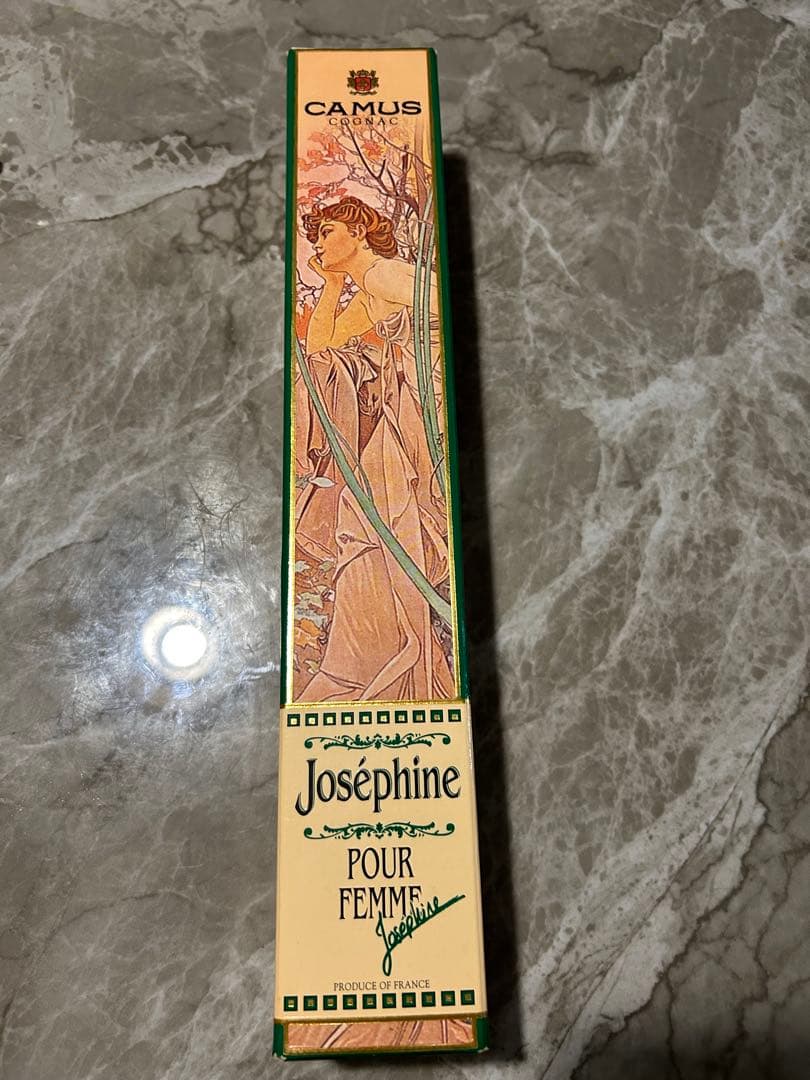 CAMUS
COGNAC
Joséphine
POUR
FEMME
Joséphine
PRODUCE OF FRANCE